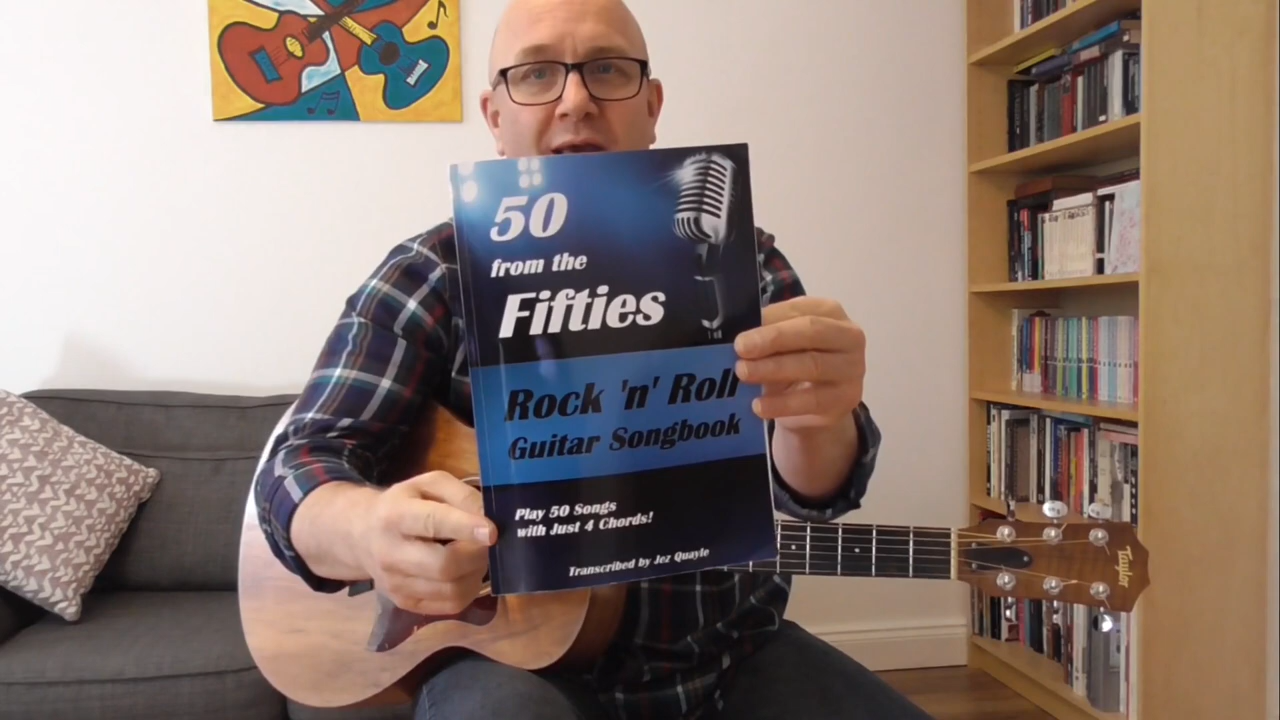 50
from the
Fifties
Rock 'n' Roll
Guitar Songbook
Play 50 Songs
with Just 4 Chords!
Transcribed by Jez Quayle
Taylor